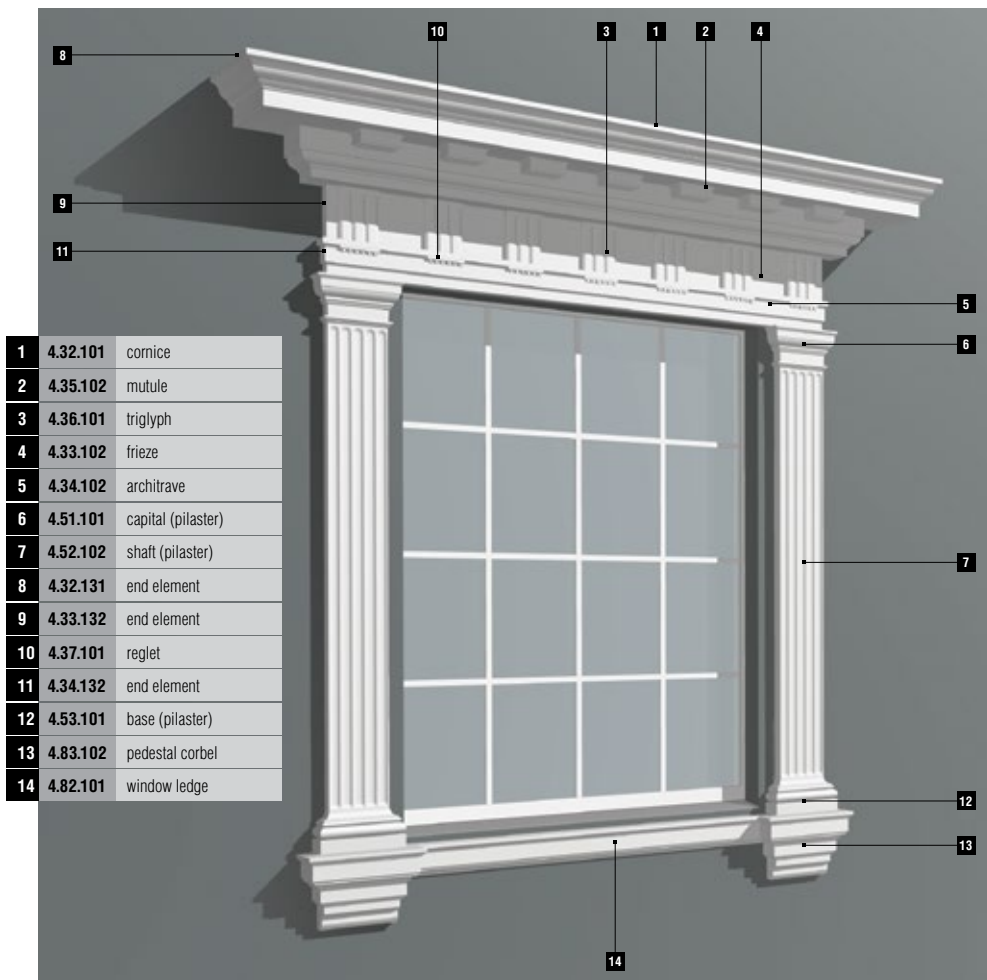 10
3
1
2
4
8
9
11
5
6
7
12
13
14
1 4.32.101 cornice
2 4.35.102 mutule
3 4.36.101 triglyph
4 4.33.102 frieze
5 4.34.102 architrave
6 4.51.101 capital (pilaster)
7 4.52.102 shaft (pilaster)
8 4.32.131 end element
9 4.33.132 end element
10 4.37.101 reglet
11 4.34.132 end element
12 4.53.101 base (pilaster)
13 4.83.102 pedestal corbel
14 4.82.101 window ledge